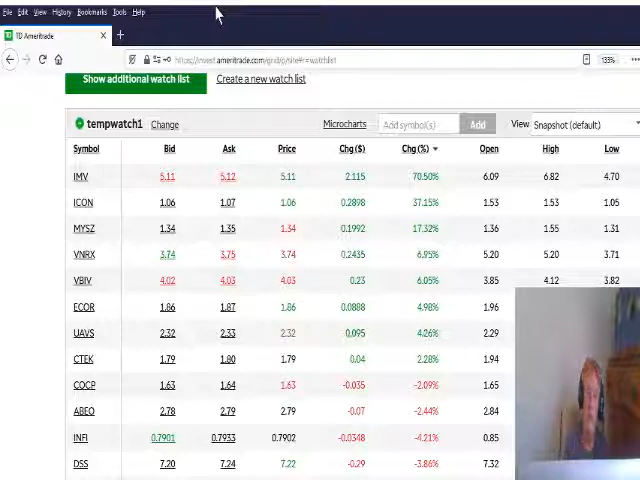 File Edit View History Bookmarks Tools Help
TD Ameritrade
https://invest.ameritrade.com/grid/p/site#r=watchlist 133%
Show additional watch list Create a new watch list
tempwatch1 Change Microcharts Add symbol(s) Add View Snapshot (default)
Symbol Bid Ask Price Chg ($) Chg (%) Open High Low
IMV 5.11 5.12 5.11 2.115 70.50% 6.09 6.82 4.70
ICON 1.06 1.07 1.06 0.2898 37.15% 1.53 1.53 1.05
MYSZ 1.34 1.35 1.34 0.1992 17.32% 1.36 1.55 1.31
VNRX 3.74 3.75 3.74 0.2435 6.95% 5.20 5.20 3.71
VBIV 4.02 4.03 4.03 0.23 6.05% 3.85 4.12 3.82
ECOR 1.86 1.87 1.86 0.0888 4.98% 1.96
UAVS 2.32 2.33 2.32 0.095 4.26% 2.29
CTEK 1.79 1.80 1.79 0.04 2.28% 1.94
COCP 1.63 1.64 1.63 -0.035 -2.09% 1.65
ABEO 2.78 2.79 2.79 -0.07 -2.44% 2.84
INFI 0.7901 0.7933 0.7902 -0.0348 -4.21% 0.85
DSS 7.20 7.24 7.22 -0.29 -3.86% 7.32